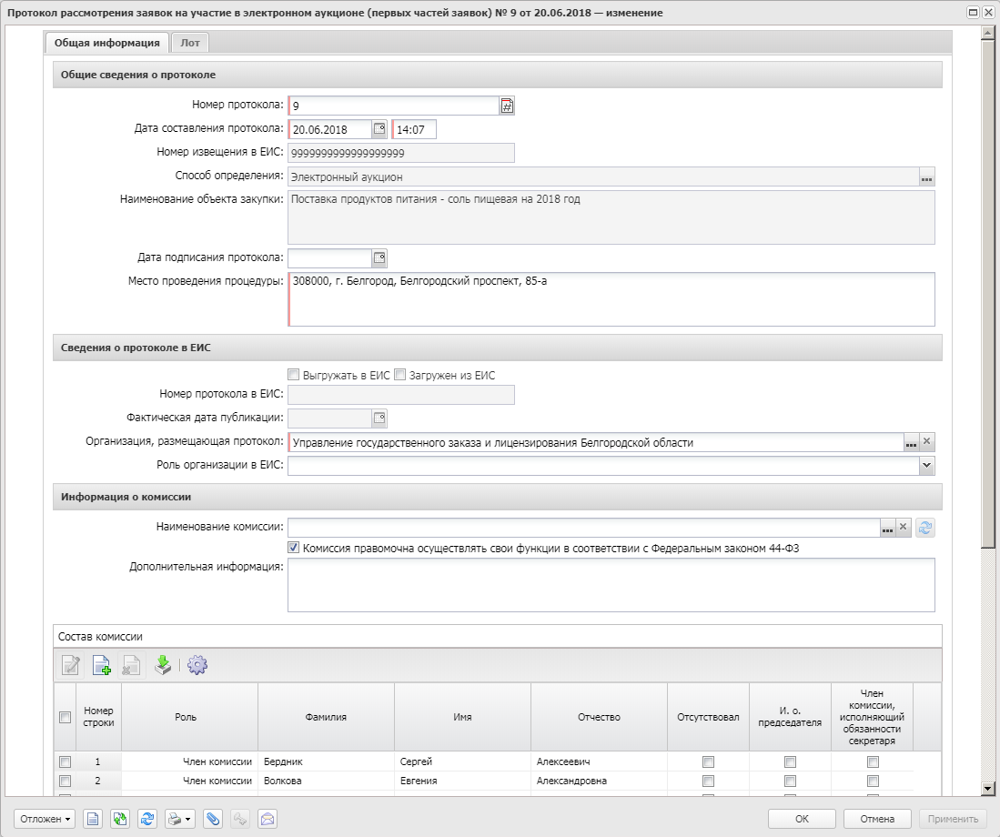 Протокол рассмотрения заявок на участие в электронном аукционе (первых частей заявок) № 9 от 20.06.2018 — изменение
Общая информация Лот
Общие сведения о протоколе
Номер протокола: 9
Дата составления протокола: 20.06.2018 14:07
Номер извещения в ЕИС: 9999999999999999999
Способ определения: Электронный аукцион
Наименование объекта закупки: Поставка продуктов питания - соль пищевая на 2018 год
Дата подписания протокола:
Место проведения процедуры: 308000, г. Белгород, Белгородский проспект, 85-а
Сведения о протоколе в ЕИС
Выгружать в ЕИС Загружен из ЕИС
Номер протокола в ЕИС:
Фактическая дата публикации:
Организация, размещающая протокол: Управление государственного заказа и лицензирования Белгородской области
Роль организации в ЕИС:
Информация о комиссии
Наименование комиссии:
Комиссия правомочна осуществлять свои функции в соответствии с Федеральным законом 44-ФЗ
Дополнительная информация:
Состав комиссии
Номер строки Роль Фамилия Имя Отчество Отсутствовал И. о. председателя Член комиссии, исполняющий обязанности секретаря
1 Член комиссии Бердник Сергей Алексеевич
2 Член комиссии Волкова Евгения Александровна
Отложен ОК Отмена Применить